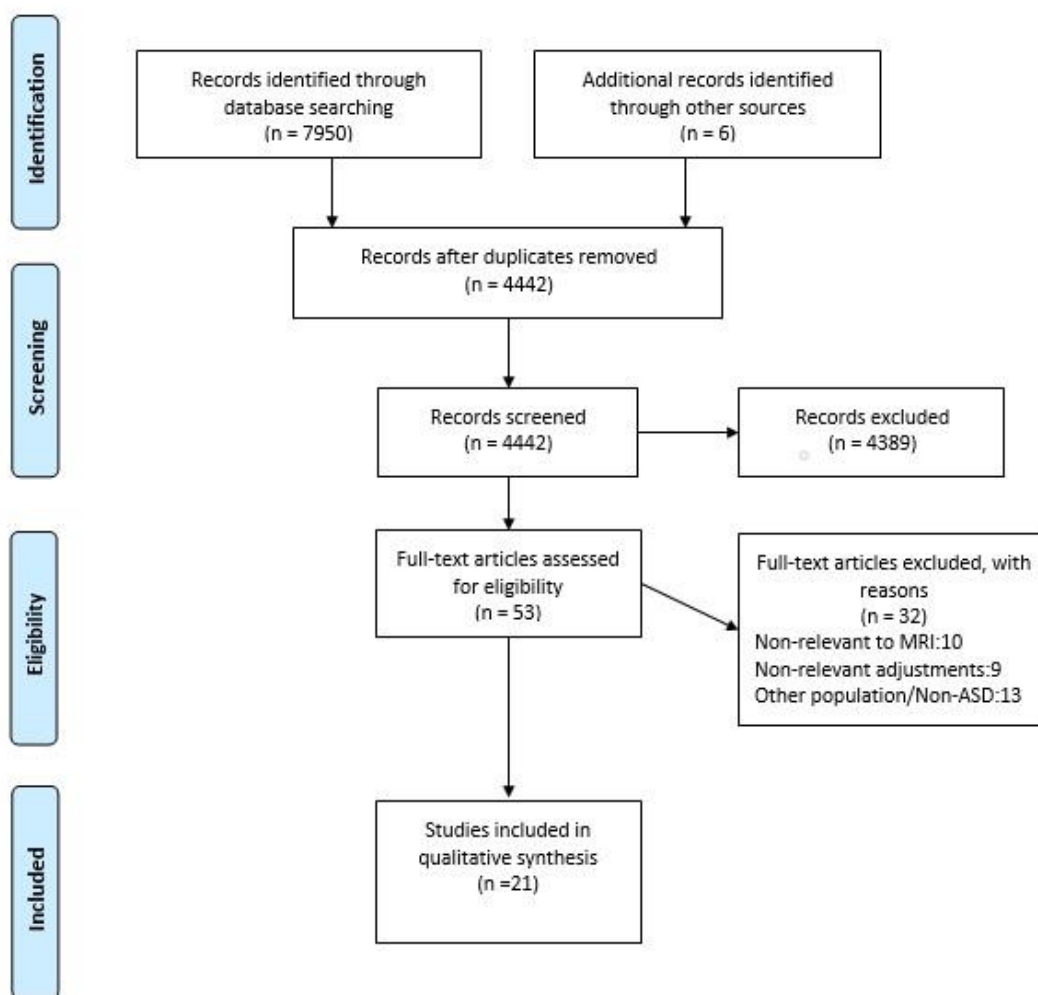 Identification
Records identified through
database searching
(n = 7950)
Additional records identified
through other sources
(n = 6)
Records after duplicates removed
(n = 4442)
Screening
Records screened
(n = 4442)
Records excluded
(n = 4389)
Eligibility
Full-text articles assessed
for eligibility
(n = 53)
Full-text articles excluded, with
reasons
(n = 32)
Non-relevant to MRI:10
Non-relevant adjustments:9
Other population/Non-ASD:13
Included
Studies included in
qualitative synthesis
(n =21)